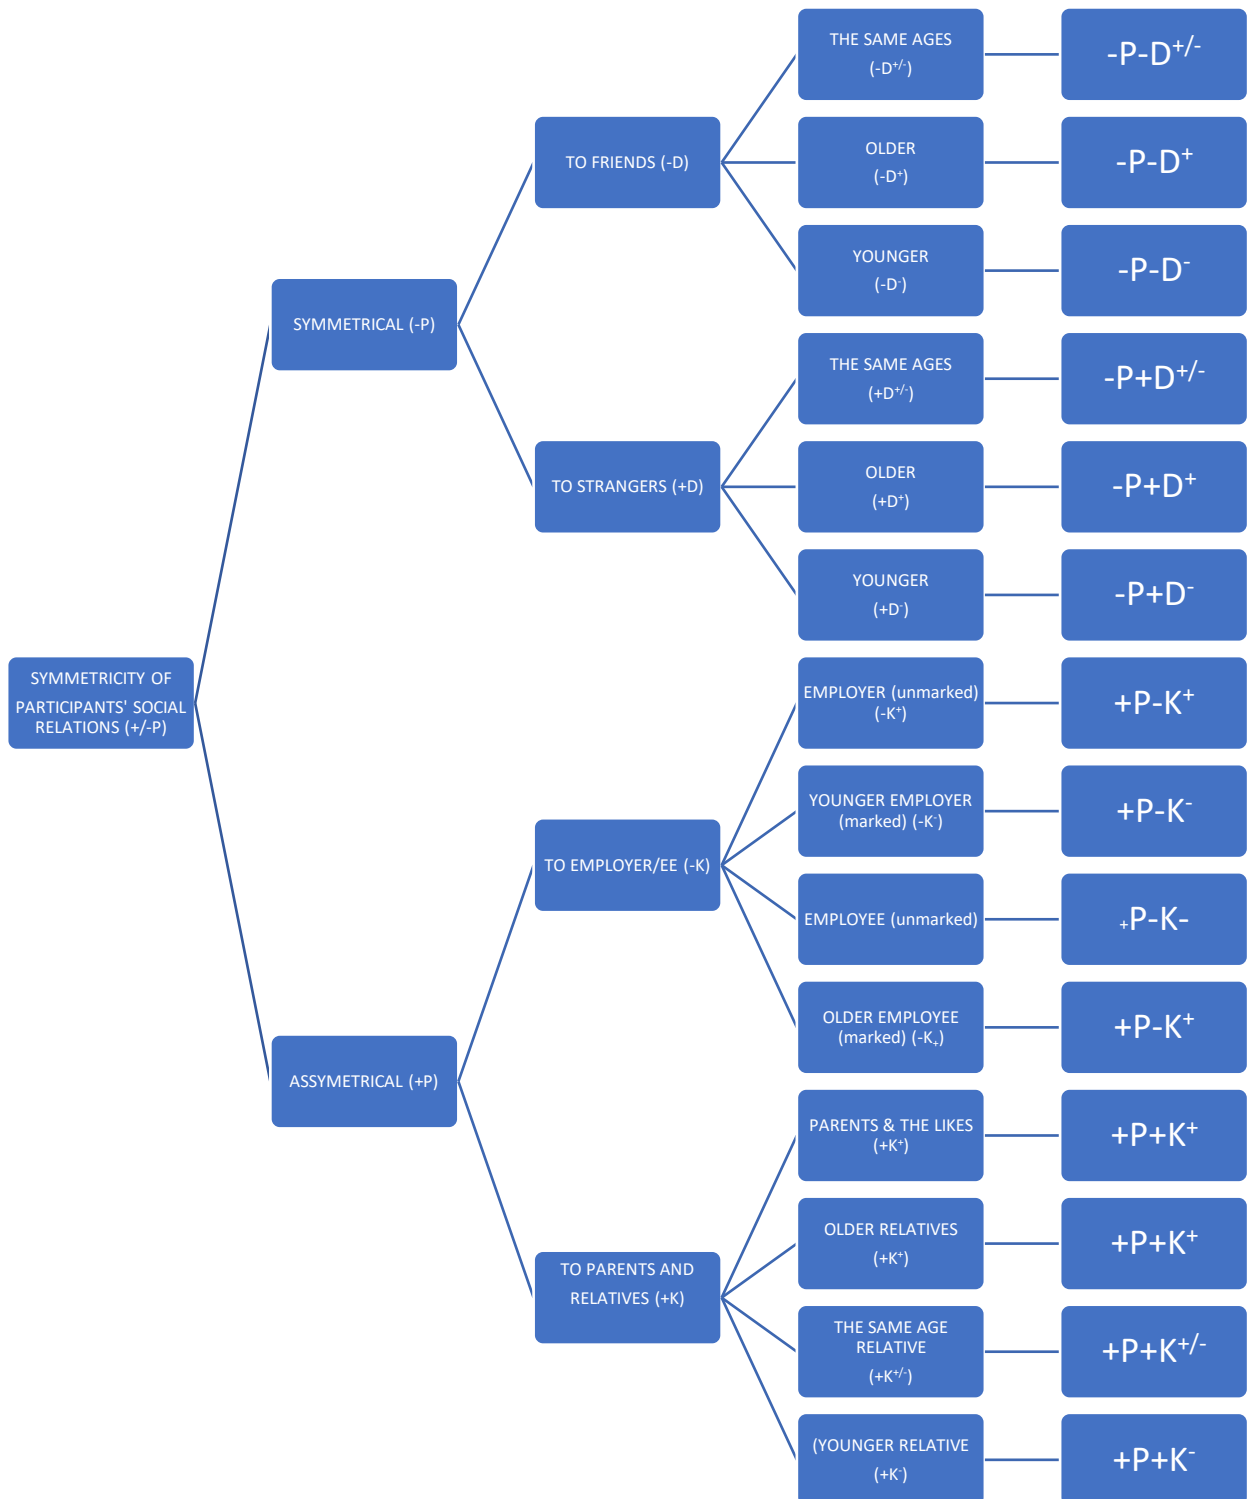 THE SAME AGES
(-D⁺/⁻)
-P-D⁺/⁻
OLDER
(-D⁺)
-P-D⁺
TO FRIENDS (-D)
YOUNGER
(-D⁻)
-P-D⁻
SYMMETRICAL (-P)
THE SAME AGES
(+D⁺/⁻)
-P+D⁺/⁻
TO STRANGERS (+D)
OLDER
(+D⁺)
-P+D⁺
YOUNGER
(+D⁻)
-P+D⁻
SYMMETRICITY OF
PARTICIPANTS' SOCIAL
RELATIONS (+/-P)
EMPLOYER (unmarked)
(-K⁺)
+P-K⁺
YOUNGER EMPLOYER
(marked) (-K⁻)
+P-K⁻
TO EMPLOYER/EE (-K)
EMPLOYEE (unmarked)
₊P-K-
OLDER EMPLOYEE
(marked) (-K₊)
+P-K⁺
ASSYMETRICAL (+P)
PARENTS & THE LIKES
(+K⁺)
+P+K⁺
OLDER RELATIVES
(+K⁺)
+P+K⁺
TO PARENTS AND
RELATIVES (+K)
THE SAME AGE
RELATIVE
(+K⁺/⁻)
+P+K⁺/⁻
(YOUNGER RELATIVE
(+K⁻)
+P+K⁻